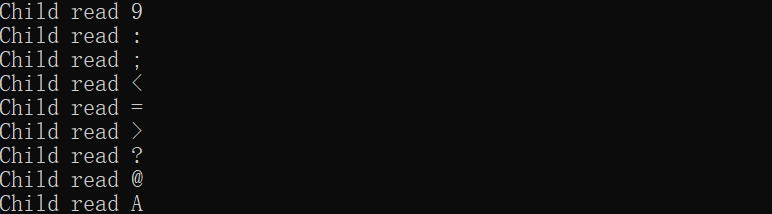 Child read 9
Child read :
Child read ;
Child read <
Child read =
Child read >
Child read ?
Child read @
Child read A